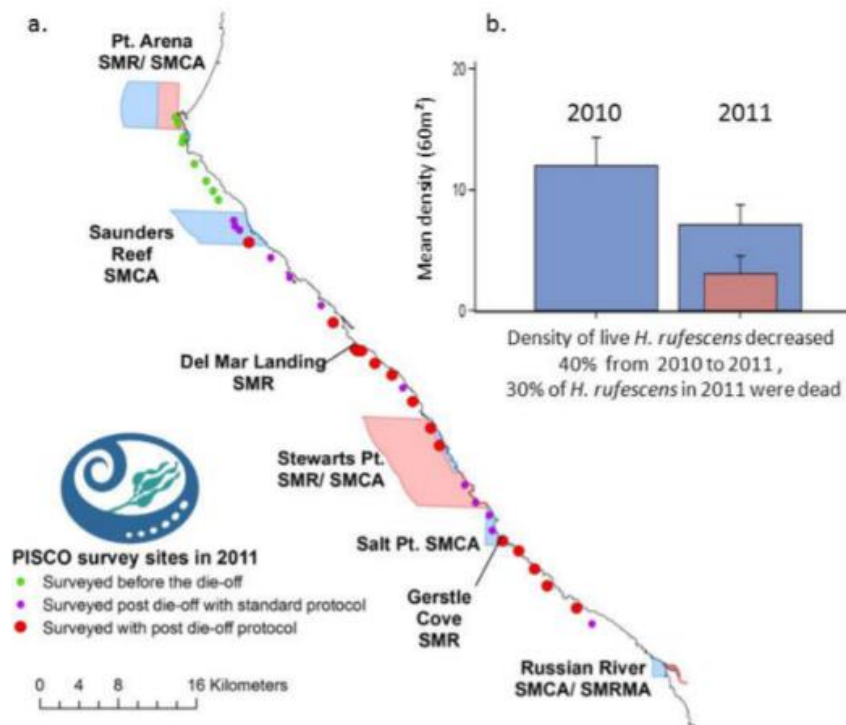 a.
Pt. Arena
SMR/ SMCA
Saunders
Reef
SMCA
Del Mar Landing
SMR
Stewarts Pt.
SMR/ SMCA
Salt Pt. SMCA
Gerstle
Cove
SMR
Russian River
SMCA/ SMRMA
PISCO survey sites in 2011
Surveyed before the die-off
Surveyed post die-off with standard protocol
Surveyed with post die-off protocol
0 4 8 16 Kilometers
b.
Mean density (60m²)
20
10
0
2010
2011
Density of live H. rufescens decreased
40% from 2010 to 2011 ,
30% of H. rufescens in 2011 were dead